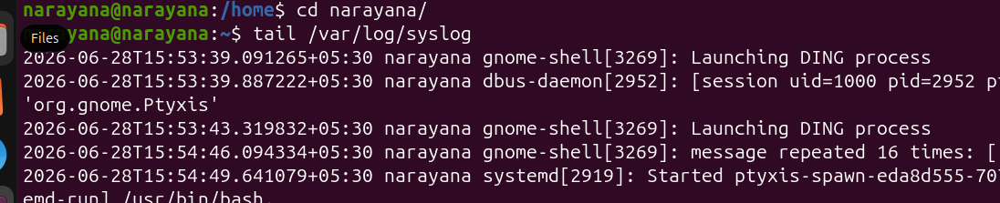 narayana@narayana:/home$ cd narayana/
Files
yana@narayana:~$ tail /var/log/syslog
2026-06-28T15:53:39.091265+05:30 narayana gnome-shell[3269]: Launching DING process
2026-06-28T15:53:39.887222+05:30 narayana dbus-daemon[2952]: [session uid=1000 pid=2952
'org.gnome.Ptyxis'
2026-06-28T15:53:43.319832+05:30 narayana gnome-shell[3269]: Launching DING process
2026-06-28T15:54:46.094334+05:30 narayana gnome-shell[3269]: message repeated 16 times: [
2026-06-28T15:54:49.641079+05:30 narayana systemd[2919]: Started ptyxis-spawn-eda8d555-70
emd-run] /usr/bin/bash.